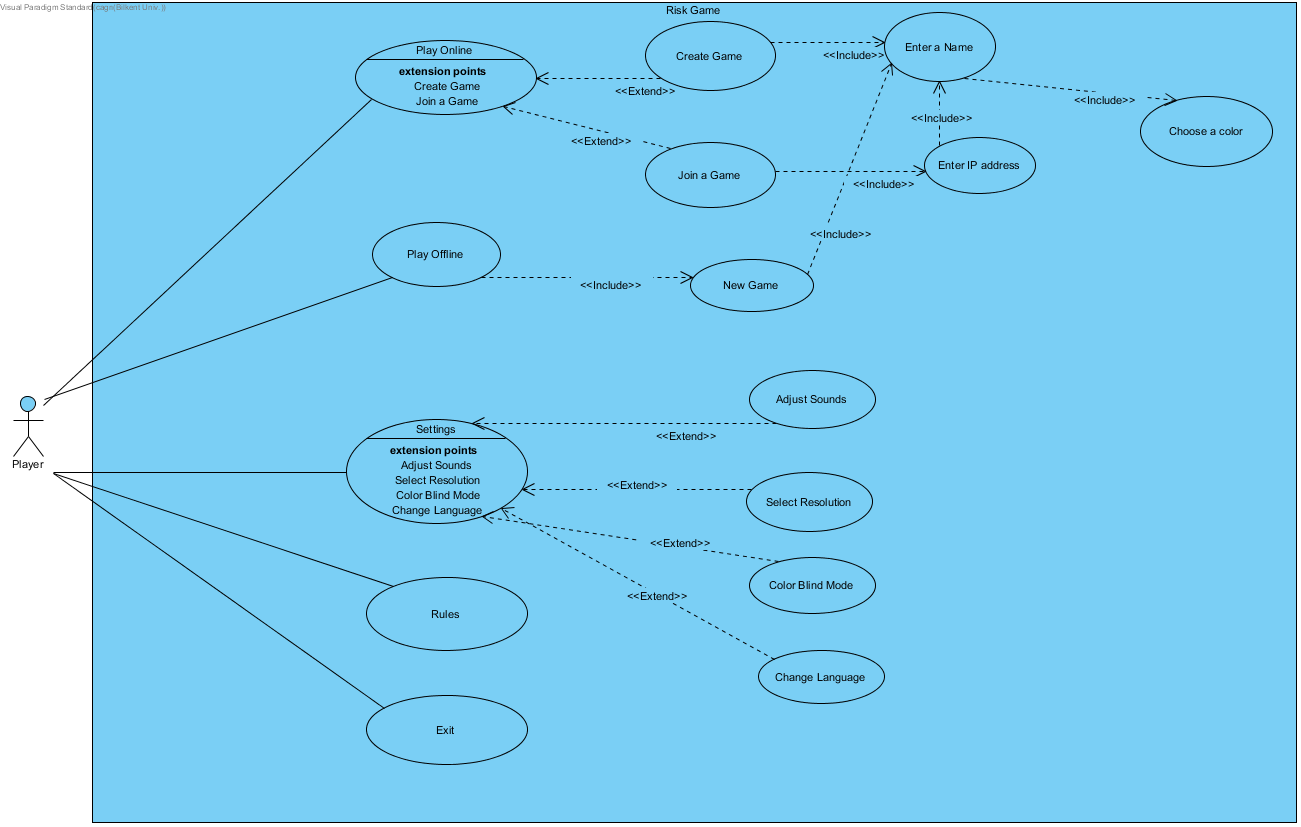 Visual Paradigm Standard(cagri(Bilkent Univ.))
Risk Game
Play Online
extension points
Create Game
Join a Game
Create Game
Enter a Name
<<Include>>
<<Extend>>
<<Include>>
Choose a color
<<Include>>
<<Extend>>
Join a Game
Enter IP address
<<Include>>
<<Include>>
Play Offline
<<Include>>
New Game
Player
Adjust Sounds
<<Extend>>
Settings
extension points
Adjust Sounds
Select Resolution
Color Blind Mode
Change Language
<<Extend>>
Select Resolution
<<Extend>>
Color Blind Mode
<<Extend>>
Rules
Change Language
Exit